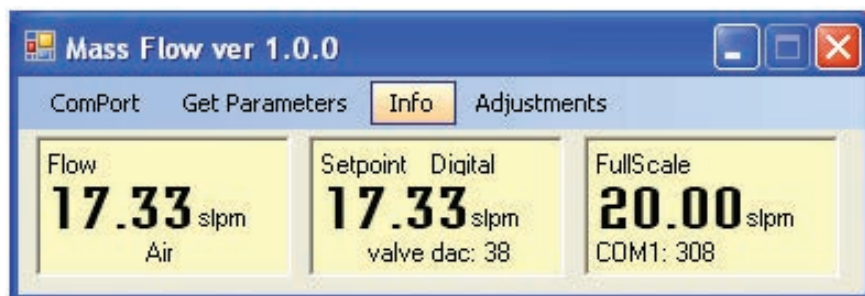 Mass Flow ver 1.0.0
ComPort Get Parameters Info Adjustments
Flow
17.33 slpm
Air
Setpoint Digital
17.33 slpm
valve dac: 38
FullScale
20.00 slpm
COM1: 308